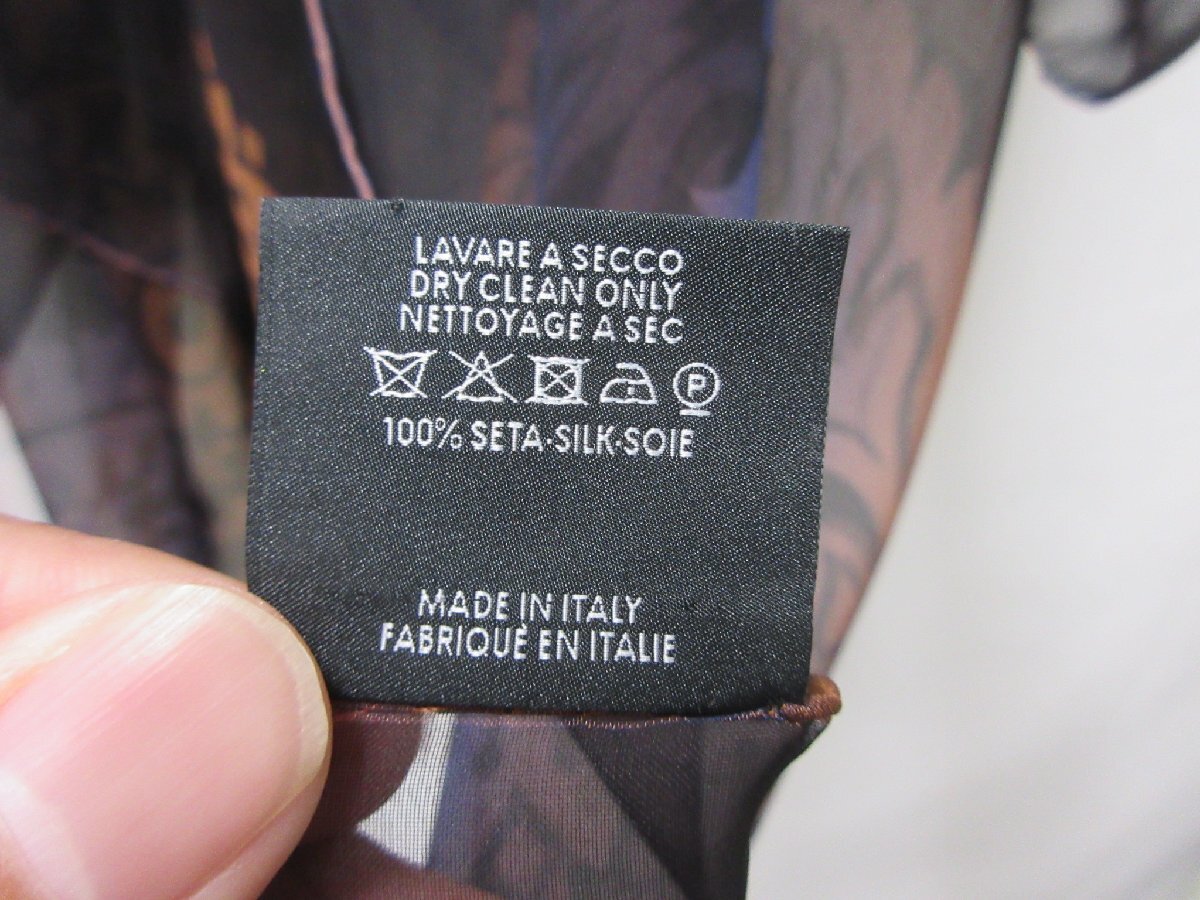 LAVARE A SECCO
DRY CLEAN ONLY
NETTOYAGE A SEC
P
100% SETA-SILK-SOIE
MADE IN ITALY
FABRIQUÉ EN ITALIE